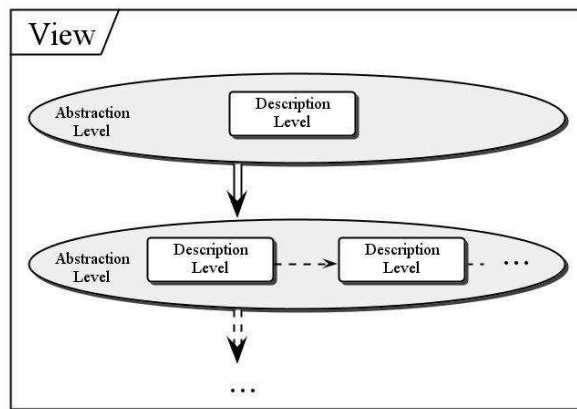 View
Abstraction
Level
Description
Level
Abstraction
Level
Description
Level
Description
Level
...
...